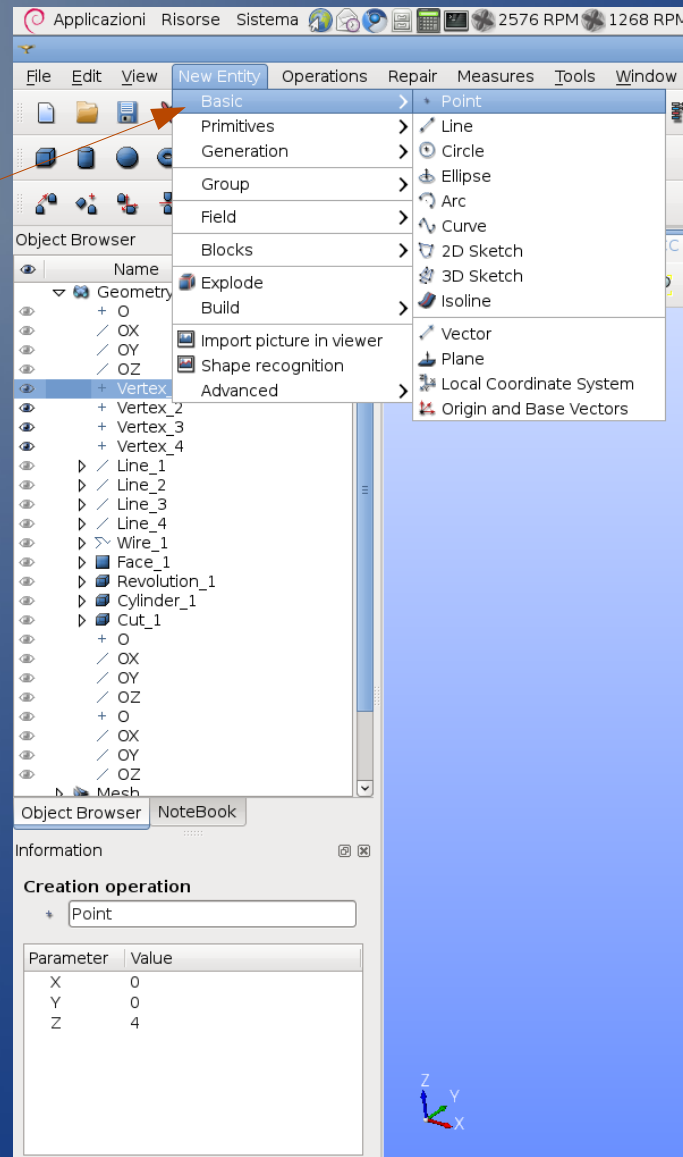 Applicazioni Risorse Sistema 2576 RPM 1268 RPM
File Edit View New Entity Operations Repair Measures Tools Window
Basic
Primitives
Generation
Group
Field
Blocks
Explode
Build
Import picture in viewer
Shape recognition
Advanced
Point
Line
Circle
Ellipse
Arc
Curve
2D Sketch
3D Sketch
Isoline
Vector
Plane
Local Coordinate System
Origin and Base Vectors
Object Browser
Name
Geometry
O
OX
OY
OZ
Vertex_
Vertex_2
Vertex_3
Vertex_4
Line_1
Line_2
Line_3
Line_4
Wire_1
Face_1
Revolution_1
Cylinder_1
Cut_1
O
OX
OY
OZ
O
OX
OY
OZ
Mesh
Object Browser NoteBook
Information
Creation operation
Point
Parameter Value
X 0
Y 0
Z 4
Z
Y
X